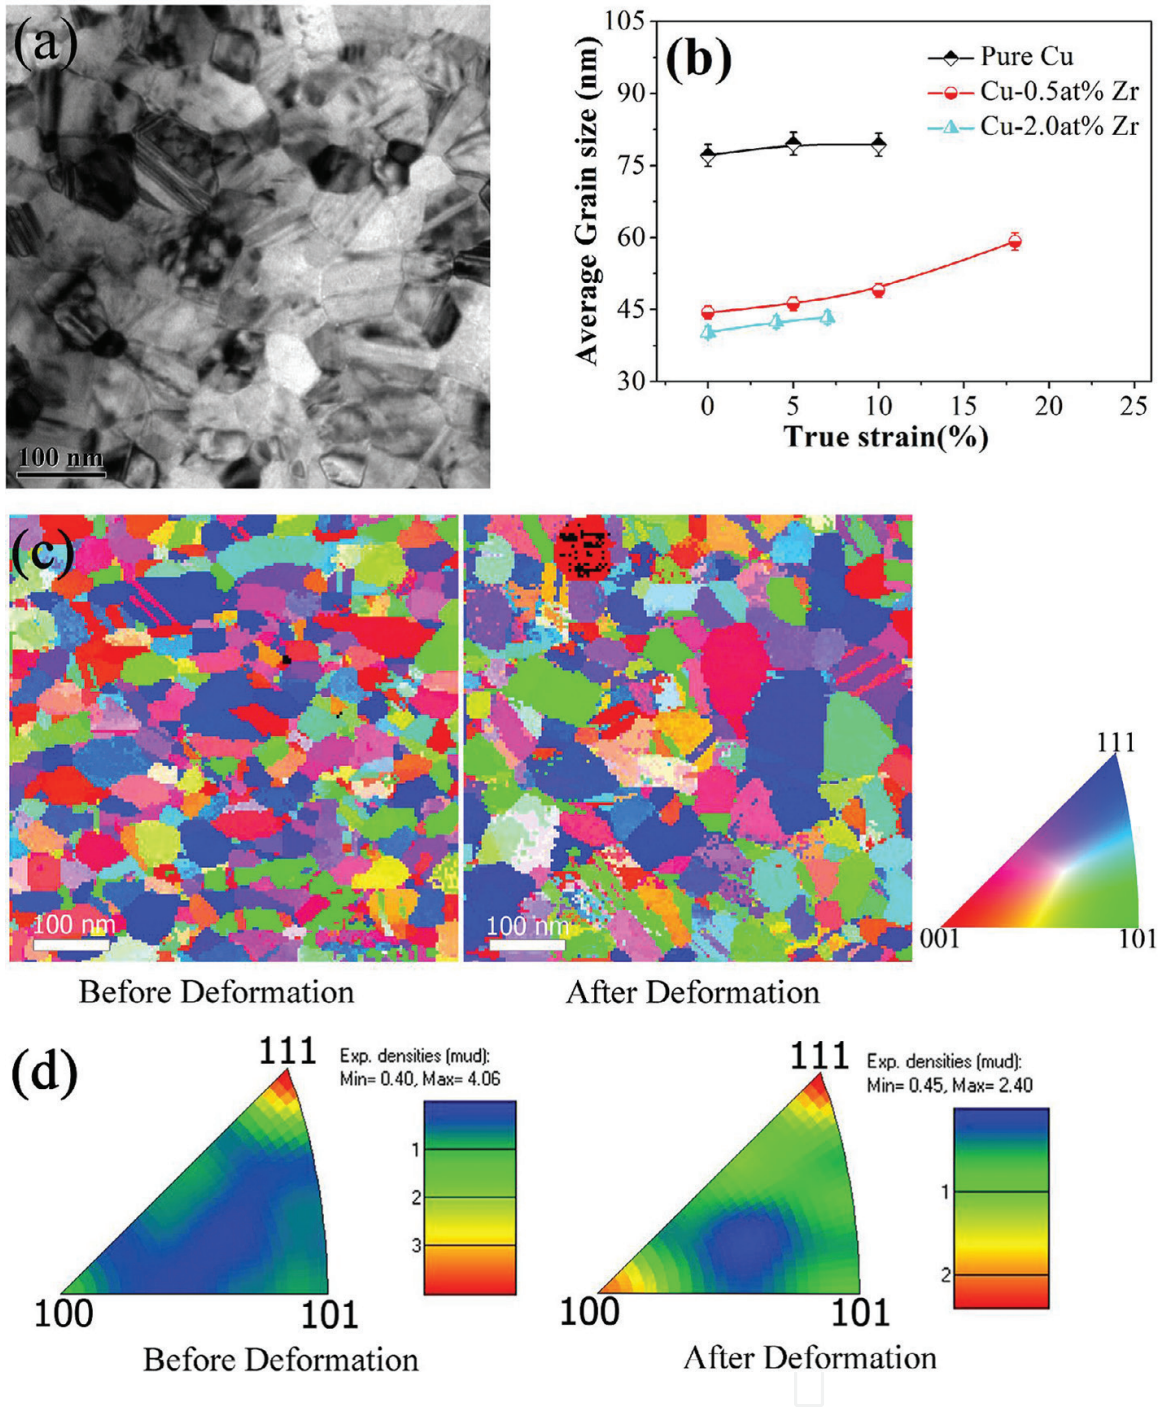 (a)
100 nm
(b)
105
90
75
60
45
30
Average Grain size (nm)
Pure Cu
Cu-0.5at% Zr
Cu-2.0at% Zr
0 5 10 15 20 25
True strain(%)
(c)
100 nm
100 nm
Before Deformation
After Deformation
111
001
101
(d)
111
100
101
Exp. densities (mud):
Min= 0.40, Max= 4.06
1
2
3
Before Deformation
111
100
101
Exp. densities (mud):
Min= 0.45, Max= 2.40
1
2
After Deformation